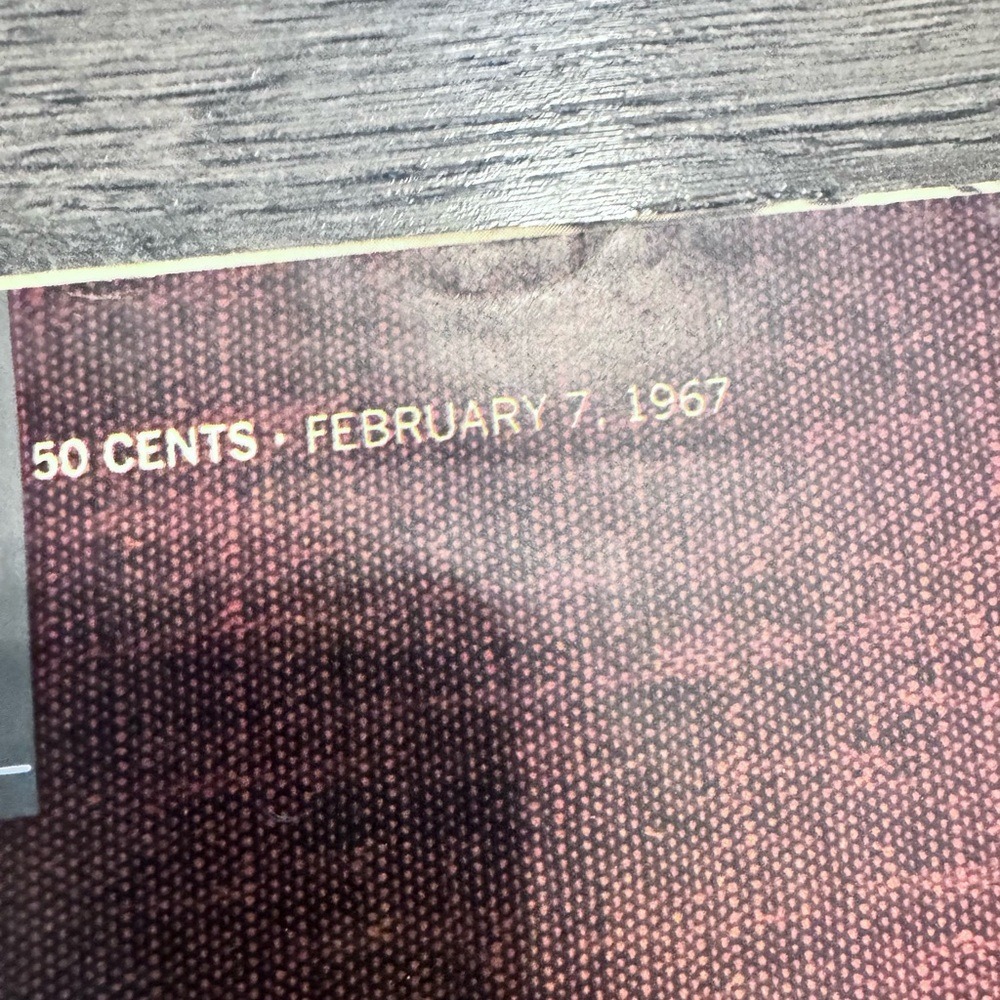 50 CENTS · FEBRUARY 7, 1967